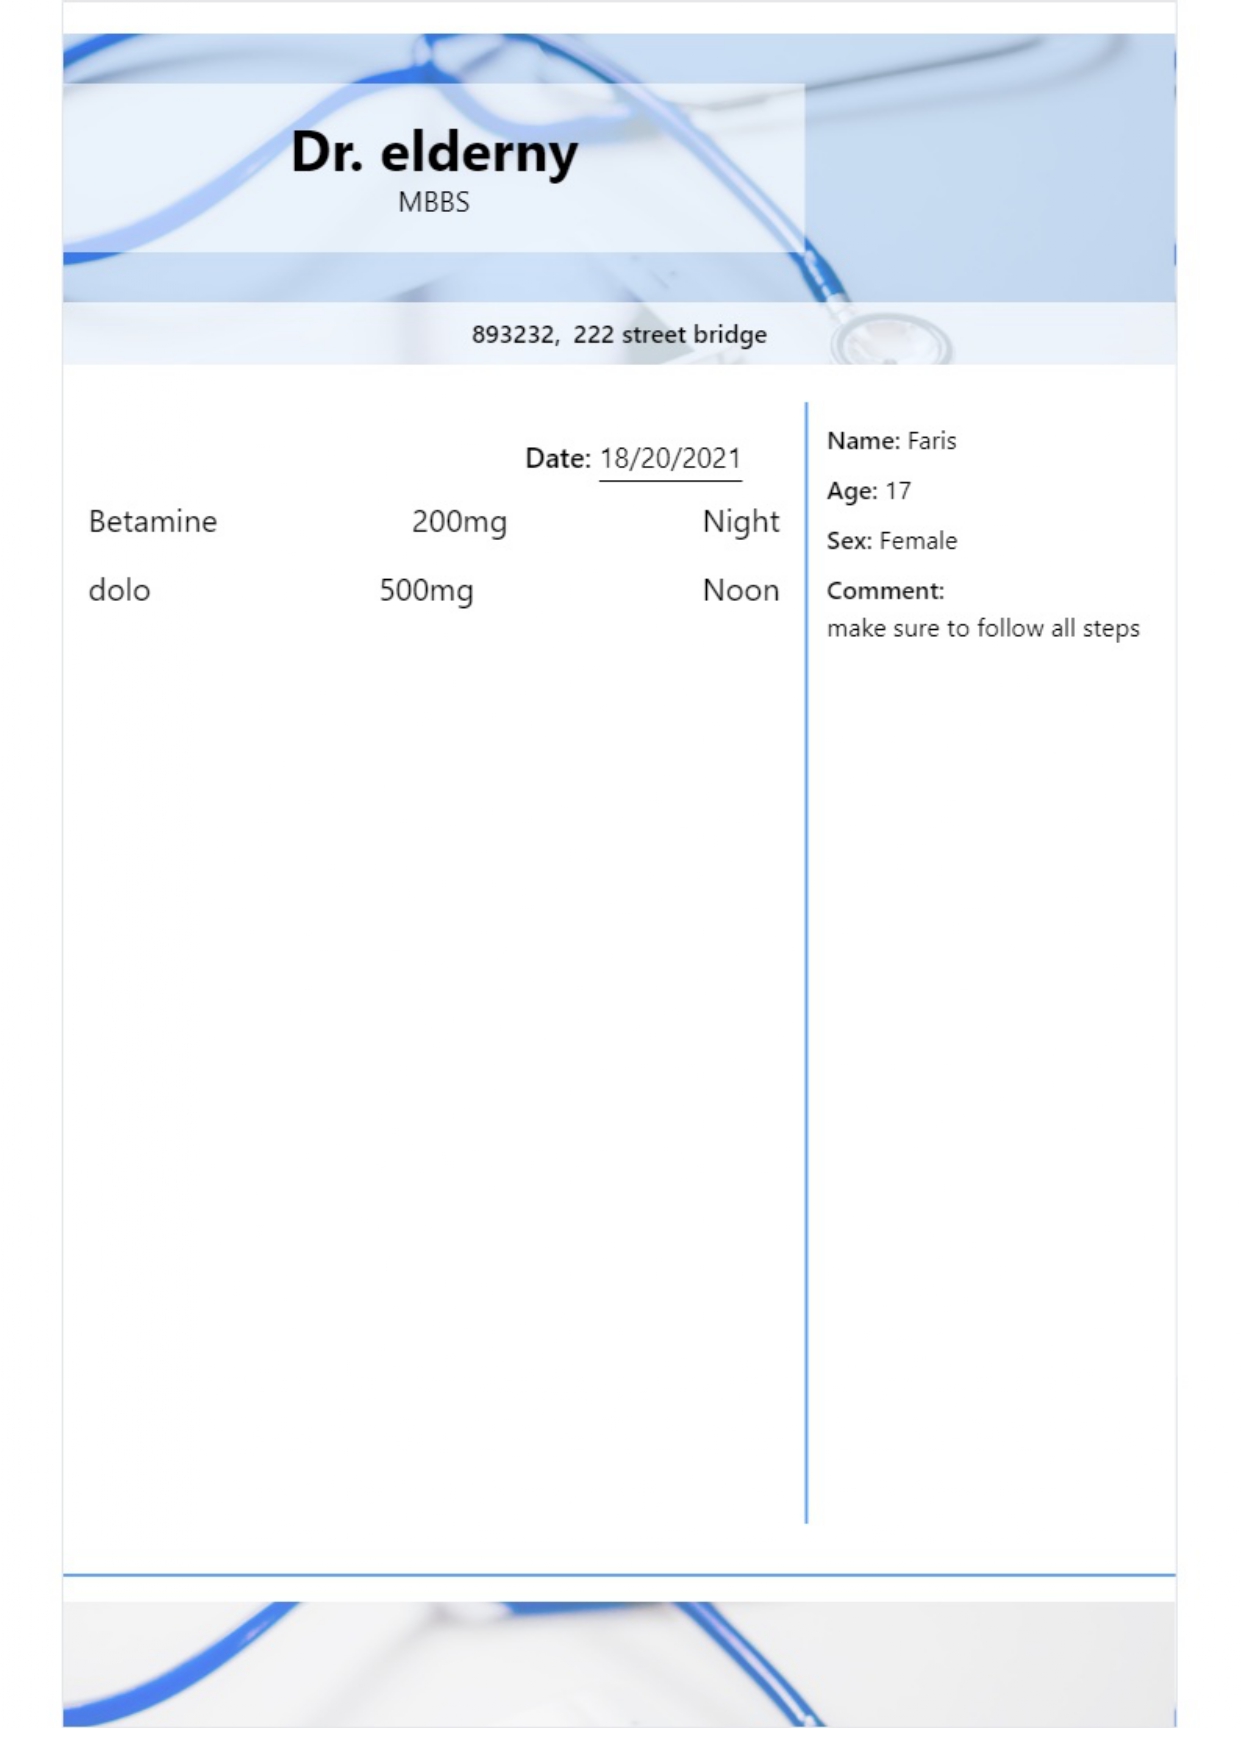 Dr. elderny
MBBS
893232, 222 street bridge
Date: 18/20/2021
Betamine 200mg Night
dolo 500mg Noon
Name: Faris
Age: 17
Sex: Female
Comment:
make sure to follow all steps